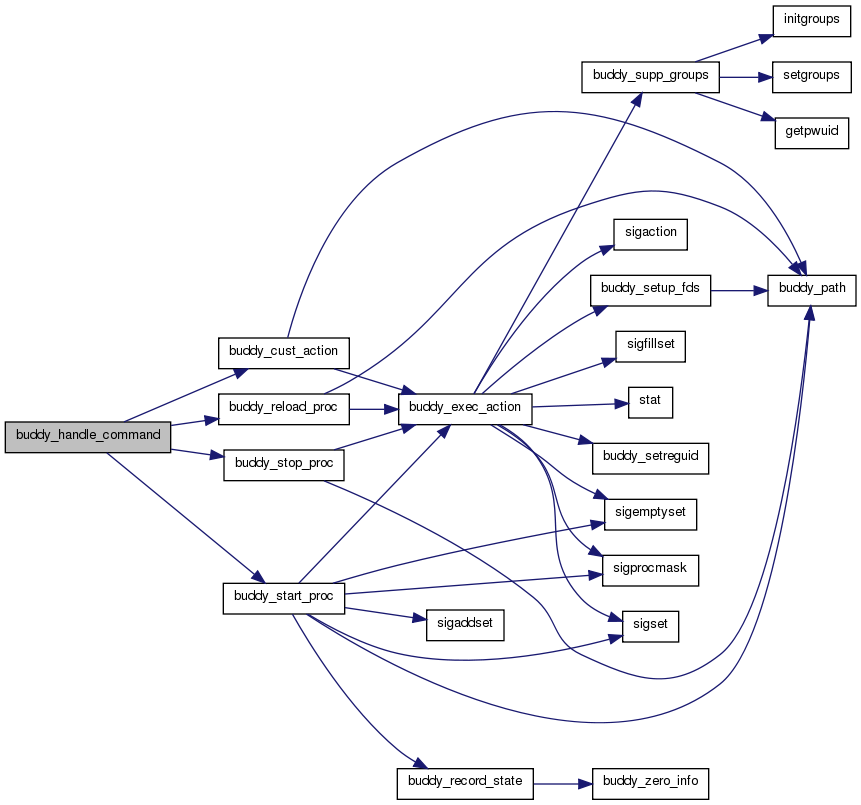 initgroups
buddy_supp_groups
setgroups
getpwuid
sigaction
buddy_setup_fds
buddy_path
sigfillset
buddy_cust_action
stat
buddy_reload_proc
buddy_exec_action
buddy_handle_command
buddy_setreguid
buddy_stop_proc
sigemptyset
sigprocmask
buddy_start_proc
sigaddset
sigset
buddy_record_state
buddy_zero_info